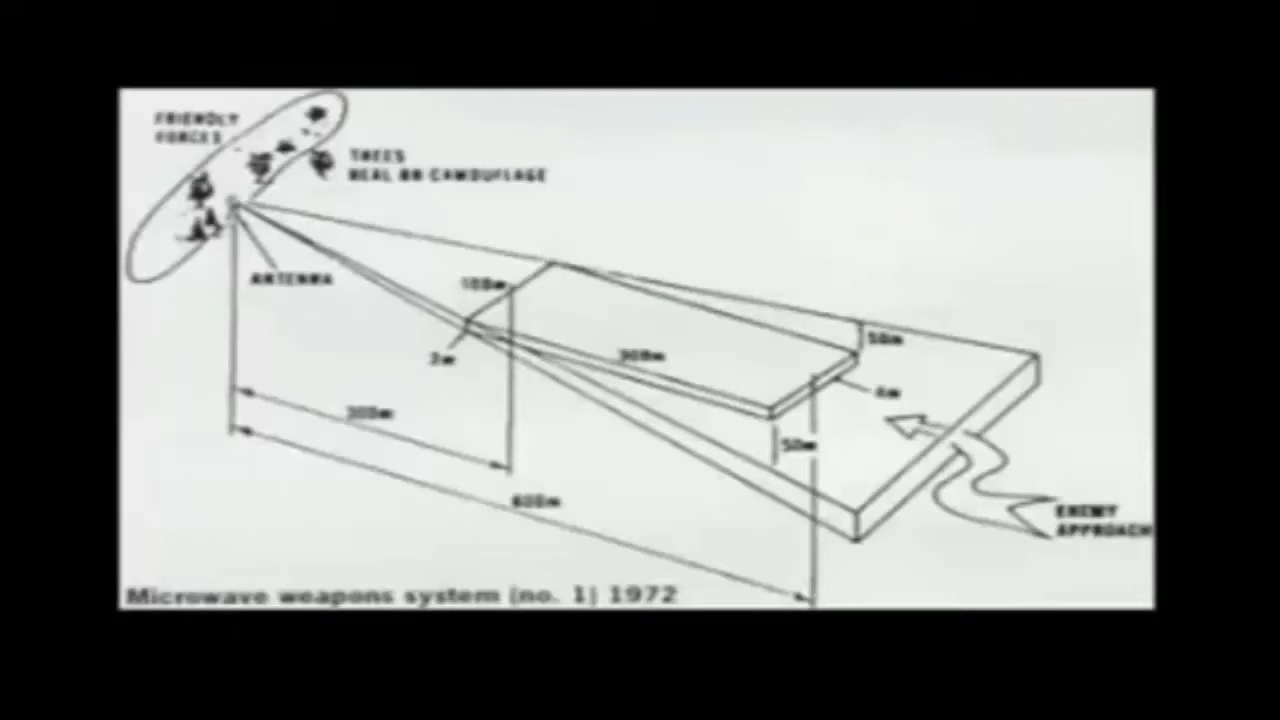 FRIENDLY
FORCES
TREES
REAL OR CAMOUFLAGE
ANTENNA
100m
2m
300m
50m
4m
300m
50m
600m
ENEMY
APPROACH
Microwave weapons system (no. 1) 1972